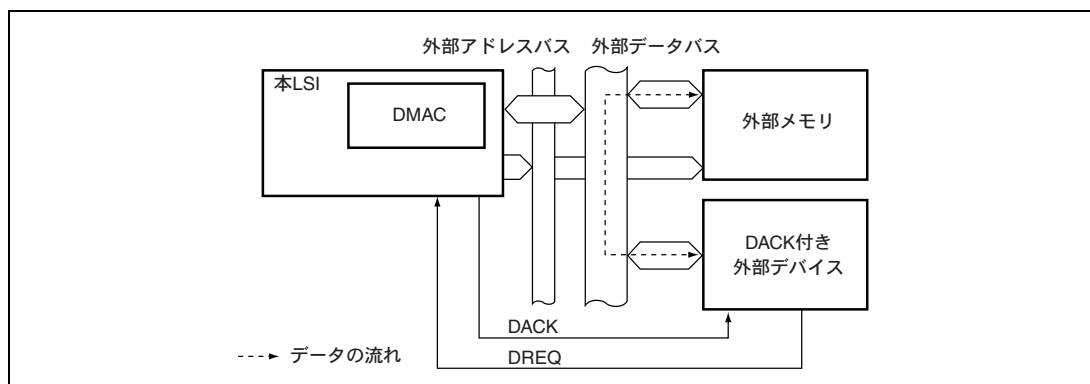 外部アドレスバス
外部データバス
本LSI
DMAC
外部メモリ
DACK付き
外部デバイス
DACK
データの流れ
DREQ